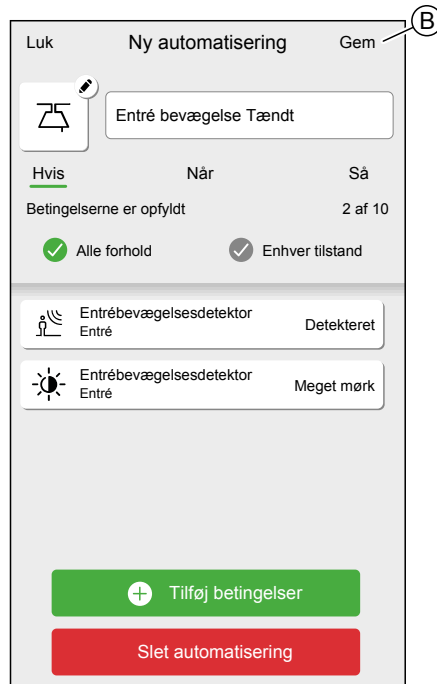 B
Luk Ny automatisering Gem
Entré bevægelse Tændt
Hvis Når Så
Betingelserne er opfyldt 2 af 10
Alle forhold Enhver tilstand
Entrébevægelsesdetektor Detekteret
Entré
Entrébevægelsesdetektor Meget mørk
Entré
Tilføj betingelser
Slet automatisering